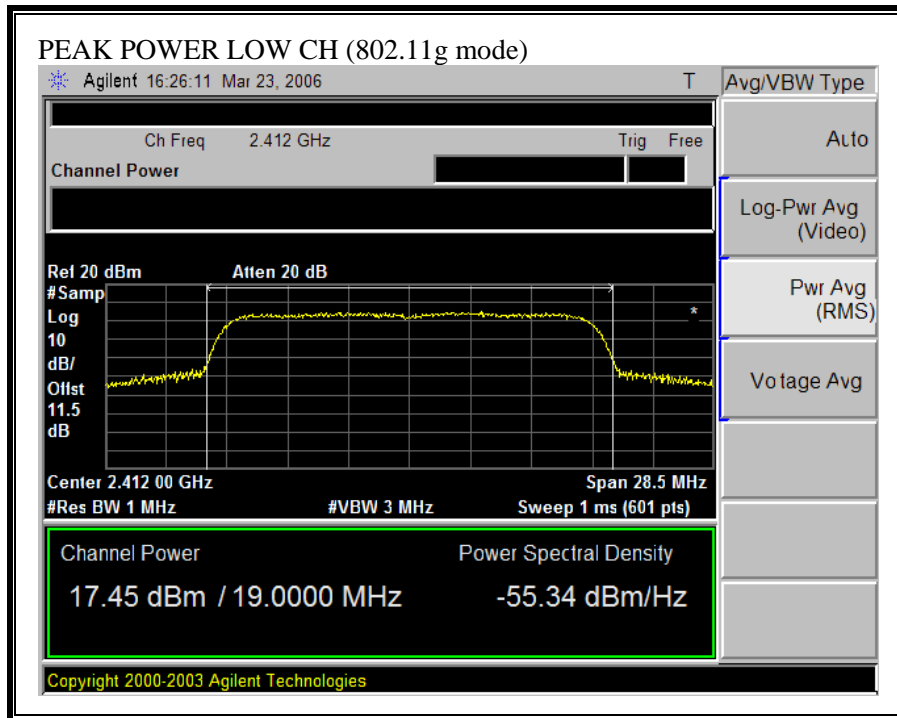 PEAK POWER LOW CH (802.11g mode)
Agilent 16:26:11 Mar 23, 2006 T Avg/VBW Type
Ch Freq 2.412 GHz Trig Free
Channel Power
Auto
Log-Pwr Avg
(Video)
Pwr Avg
(RMS)
Vo tage Avg
Ref 20 dBm Atten 20 dB
#Samp
Log
10
dB/
Offst
11.5
dB
*
Center 2.412 00 GHz Span 28.5 MHz
#Res BW 1 MHz #VBW 3 MHz Sweep 1 ms (601 pts)
Channel Power Power Spectral Density
17.45 dBm / 19.0000 MHz -55.34 dBm/Hz
Copyright 2000-2003 Agilent Technologies